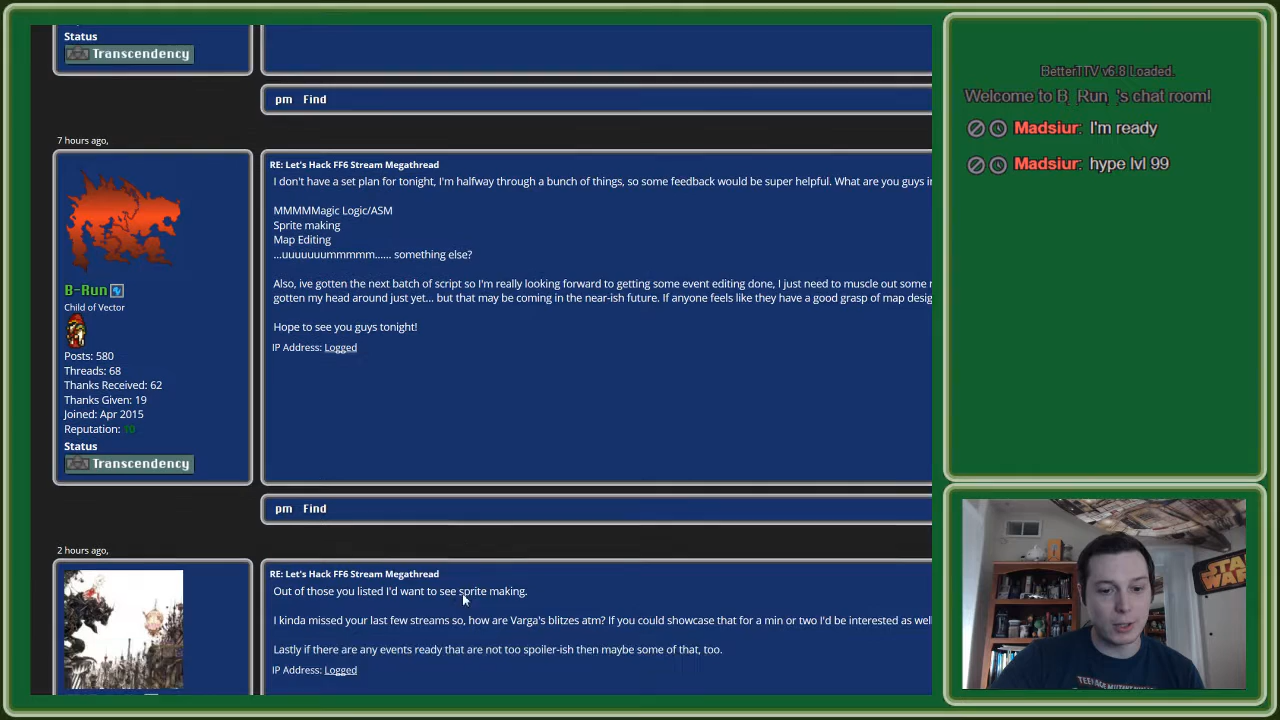 Status
Transcendency
pm Find
7 hours ago,
RE: Let's Hack FF6 Stream Megathread
I don't have a set plan for tonight, I'm halfway through a bunch of things, so some feedback would be super helpful. What are you guys in
MMMMagic Logic/ASM
Sprite making
Map Editing
...uuuuuuummmmm...... something else?
Also, ive gotten the next batch of script so I'm really looking forward to getting some event editing done, I just need to muscle out some
gotten my head around just yet... but that may be coming in the near-ish future. If anyone feels like they have a good grasp of map desig
Hope to see you guys tonight!
IP Address: Logged
B-Run
Child of Vector
Posts: 580
Threads: 68
Thanks Received: 62
Thanks Given: 19
Joined: Apr 2015
Reputation: 10
Status
Transcendency
pm Find
2 hours ago,
RE: Let's Hack FF6 Stream Megathread
Out of those you listed I'd want to see sprite making.
I kinda missed your last few streams so, how are Varga's blitzes atm? If you could showcase that for a min or two I'd be interested as well
Lastly if there are any events ready that are not too spoiler-ish then maybe some of that, too.
IP Address: Logged
BetterTTV v6.8 Loaded.
Welcome to B_Run_'s chat room!
Madsiur: I'm ready
Madsiur: hype lvl 99
STAR
WARS